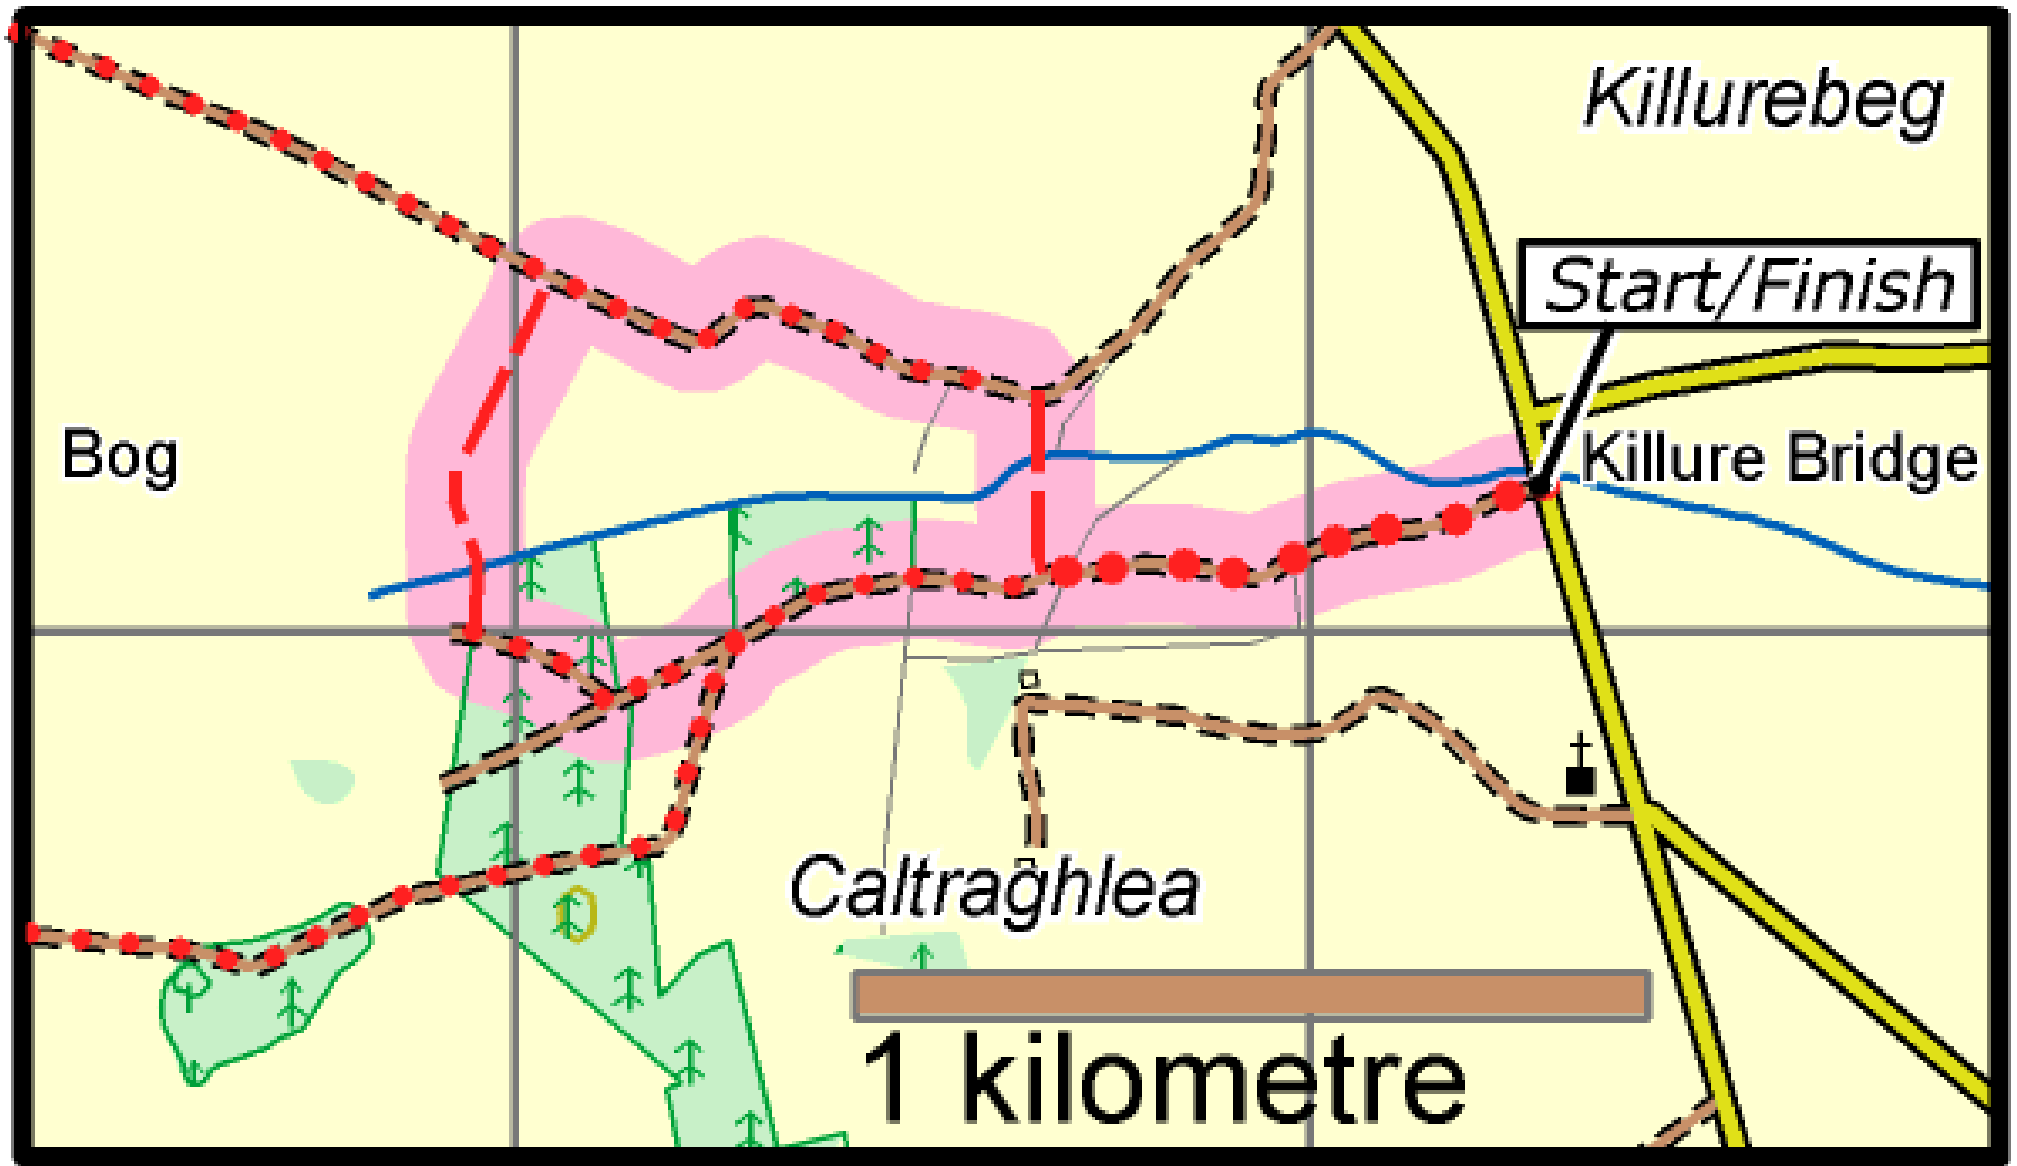 Killurebeg
Start/Finish
Bog
Killure Bridge
Caltraghlea
1 kilometre